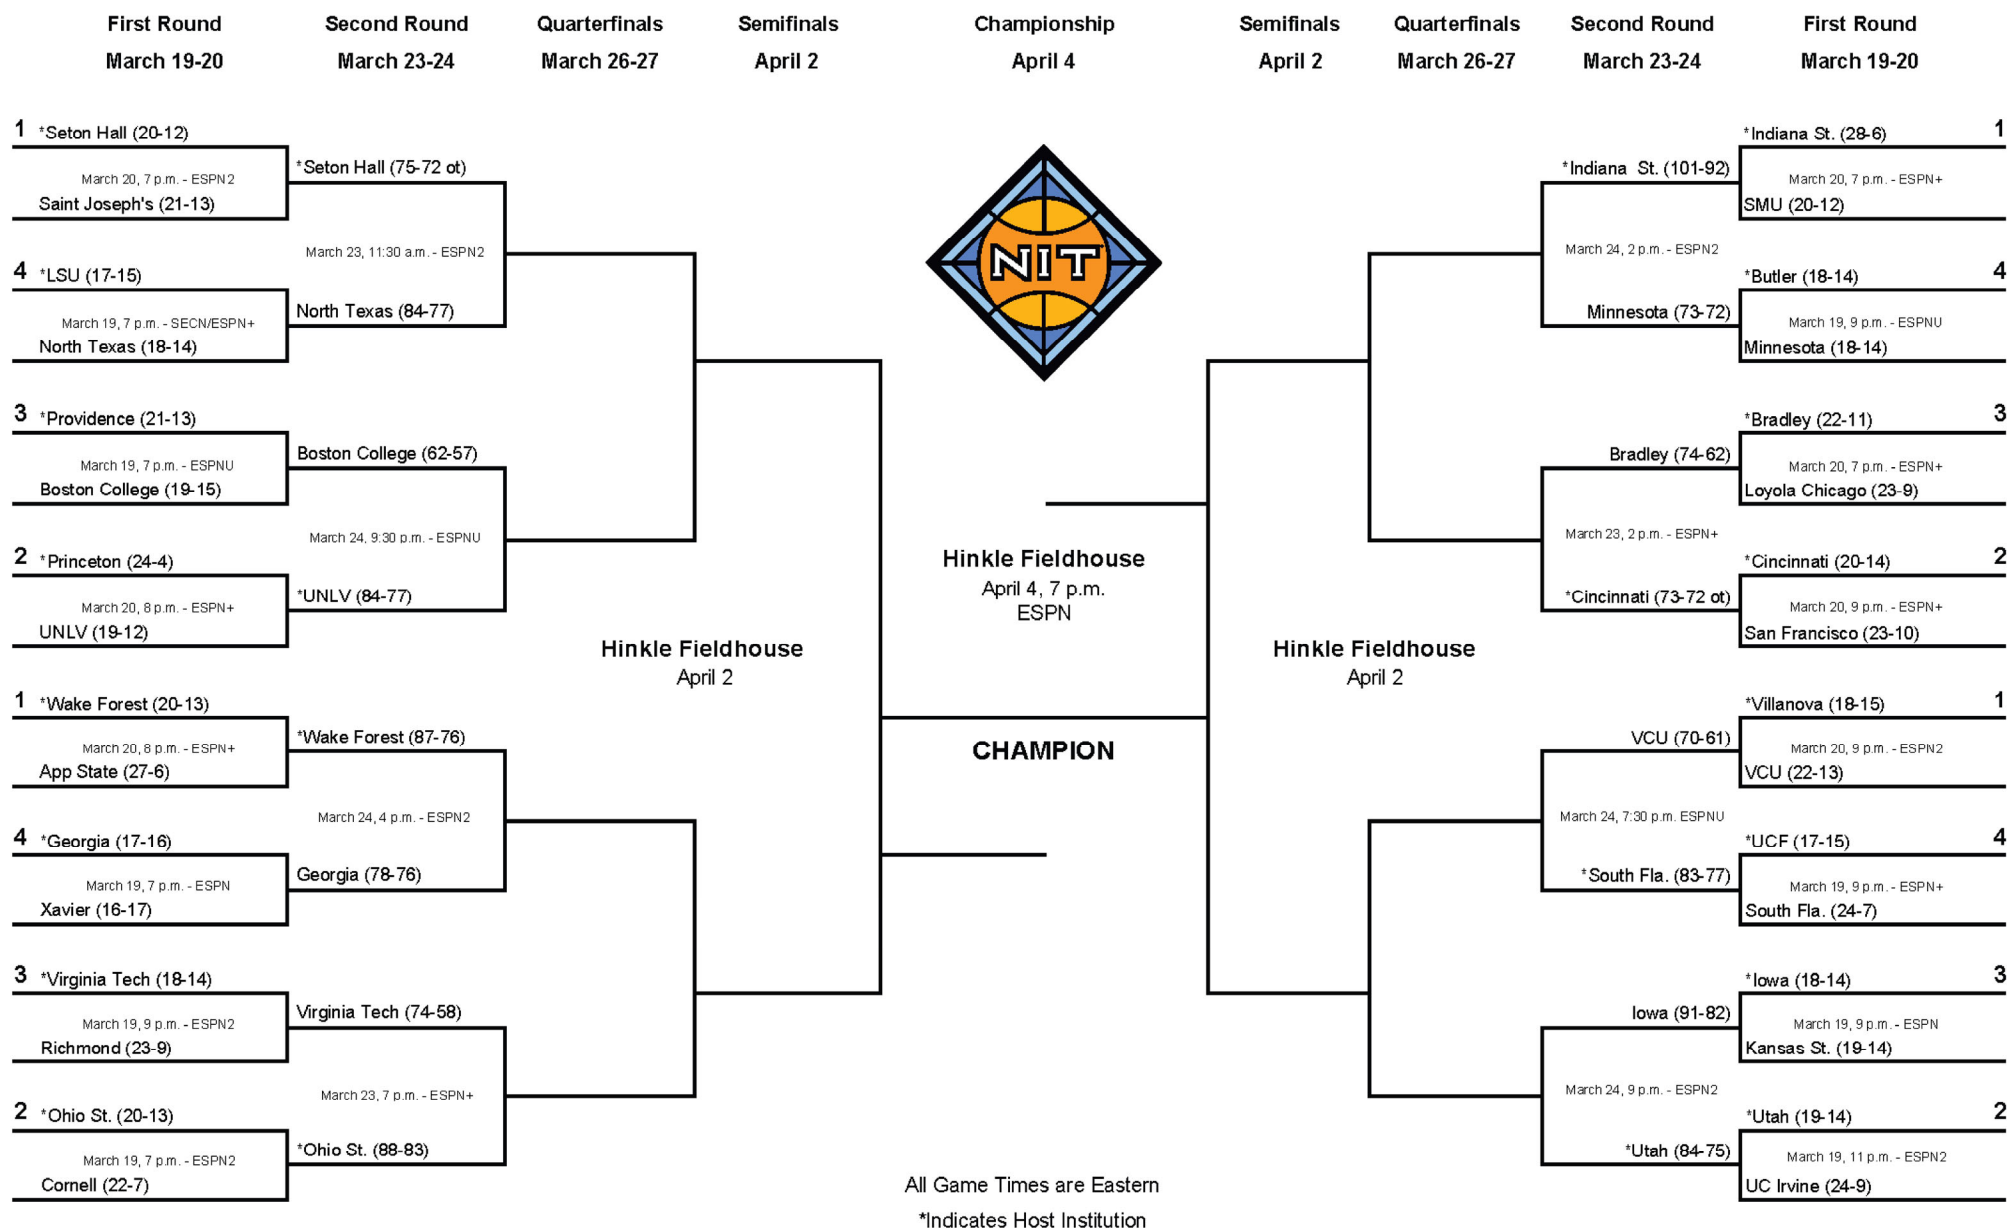 First Round Second Round Quarterfinals Semifinals Championship Semifinals Quarterfinals Second Round First Round
March 19-20 March 23-24 March 26-27 April 2 April 4 April 2 March 26-27 March 23-24 March 19-20
1 *Seton Hall (20-12)
March 20, 7 p.m. - ESPN2
Saint Joseph's (21-13)
4 *LSU (17-15)
March 19, 7 p.m. - SECN/ESPN+
North Texas (18-14)
3 *Providence (21-13)
March 19, 7 p.m. - ESPNU
Boston College (19-15)
2 *Princeton (24-4)
March 20, 8 p.m. - ESPN+
UNLV (19-12)
1 *Wake Forest (20-13)
March 20, 8 p.m. - ESPN+
App State (27-6)
4 *Georgia (17-16)
March 19, 7 p.m. - ESPN
Xavier (16-17)
3 *Virginia Tech (18-14)
March 19, 9 p.m. - ESPN2
Richmond (23-9)
2 *Ohio St. (20-13)
March 19, 7 p.m. - ESPN2
Cornell (22-7)
*Seton Hall (75-72 ot)
March 23, 11:30 a.m. - ESPN2
North Texas (84-77)
Boston College (62-57)
March 24, 9:30 p.m. - ESPNU
*UNLV (84-77)
*Wake Forest (87-76)
March 24, 4 p.m. - ESPN2
Georgia (78-76)
Virginia Tech (74-58)
March 23, 7 p.m. - ESPN+
*Ohio St. (88-83)
Hinkle Fieldhouse
April 2
NIT
Hinkle Fieldhouse
April 4, 7 p.m.
ESPN
CHAMPION
Hinkle Fieldhouse
April 2
*Indiana St. (101-92)
March 24, 2 p.m. - ESPN2
Minnesota (73-72)
Bradley (74-62)
March 23, 2 p.m. - ESPN+
*Cincinnati (73-72 ot)
VCU (70-61)
March 24, 7:30 p.m. ESPNU
*South Fla. (83-77)
Iowa (91-82)
March 24, 9 p.m. - ESPN2
*Utah (84-75)
*Indiana St. (28-6) 1
March 20, 7 p.m. - ESPN+
SMU (20-12)
*Butler (18-14) 4
March 19, 9 p.m. - ESPNU
Minnesota (18-14)
*Bradley (22-11) 3
March 20, 7 p.m. - ESPN+
Loyola Chicago (23-9)
*Cincinnati (20-14) 2
March 20, 9 p.m. - ESPN+
San Francisco (23-10)
*Villanova (18-15) 1
March 20, 9 p.m. - ESPN2
VCU (22-13)
*UCF (17-15) 4
March 19, 9 p.m. - ESPN+
South Fla. (24-7)
*Iowa (18-14) 3
March 19, 9 p.m. - ESPN
Kansas St. (19-14)
*Utah (19-14) 2
March 19, 11 p.m. - ESPN2
UC Irvine (24-9)
All Game Times are Eastern
*Indicates Host Institution